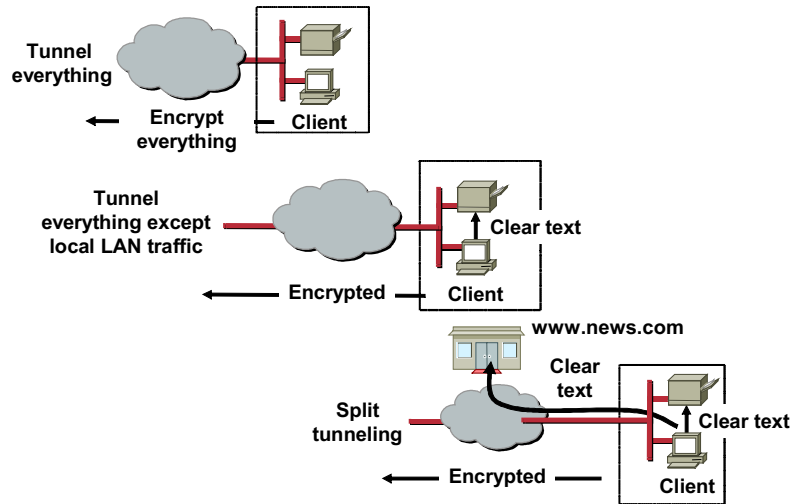 Tunnel
everything
Encrypt
everything
Client
Tunnel
everything except
local LAN traffic
Clear text
Encrypted
Client
www.news.com
Clear
text
Split
tunneling
Clear text
Encrypted
Client